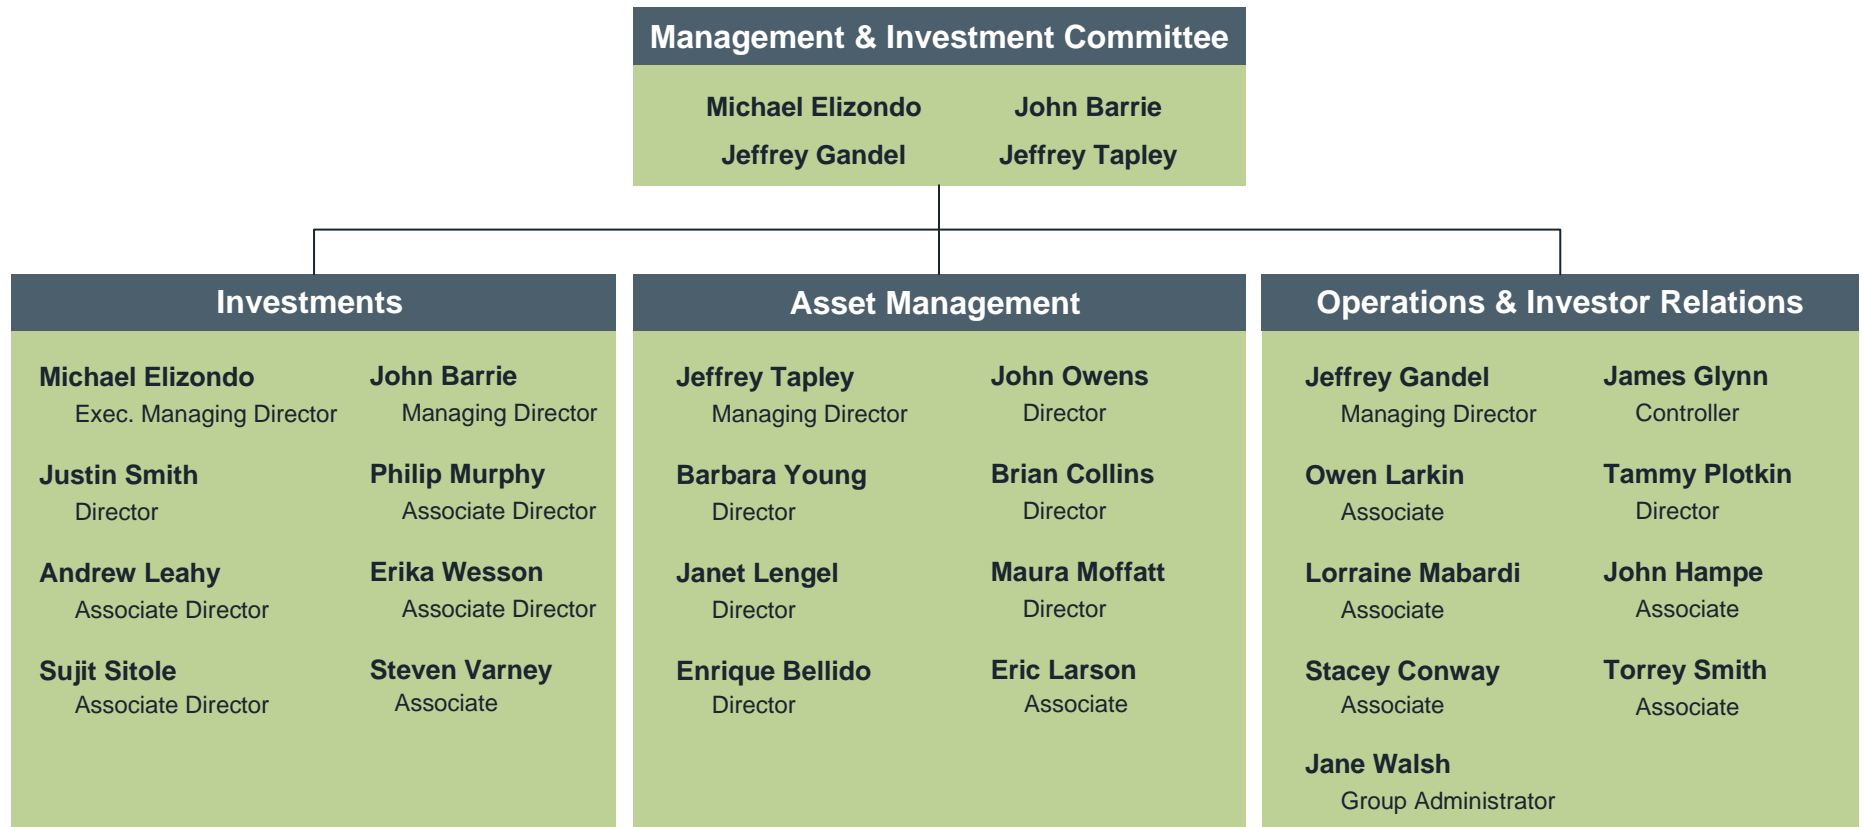 Management & Investment Committee
Michael Elizondo John Barrie
Jeffrey Gandel Jeffrey Tapley
Investments
Michael Elizondo John Barrie
Exec. Managing Director Managing Director
Justin Smith Philip Murphy
Director Associate Director
Andrew Leahy Erika Wesson
Associate Director Associate Director
Sujit Sitole Steven Varney
Associate Director Associate
Asset Management
Jeffrey Tapley John Owens
Managing Director Director
Barbara Young Brian Collins
Director Director
Janet Lengel Maura Moffatt
Director Director
Enrique Bellido Eric Larson
Director Associate
Operations & Investor Relations
Jeffrey Gandel James Glynn
Managing Director Controller
Owen Larkin Tammy Plotkin
Associate Director
Lorraine Mabardi John Hampe
Associate Associate
Stacey Conway Torrey Smith
Associate Associate
Jane Walsh
Group Administrator